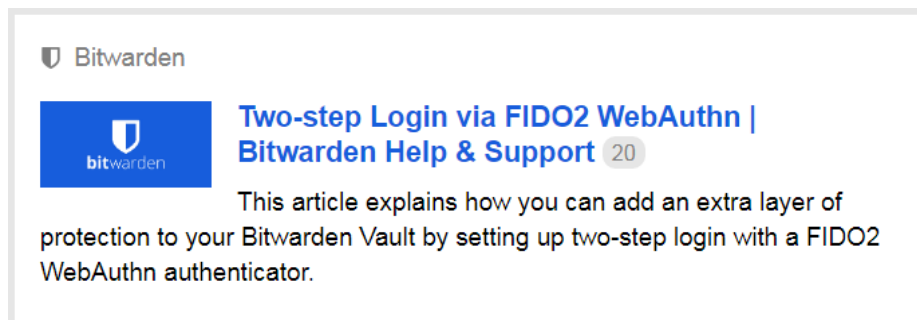 Bitwarden
bitwarden
Two-step Login via FIDO2 WebAuthn |
Bitwarden Help & Support 20
This article explains how you can add an extra layer of
protection to your Bitwarden Vault by setting up two-step login with a FIDO2
WebAuthn authenticator.